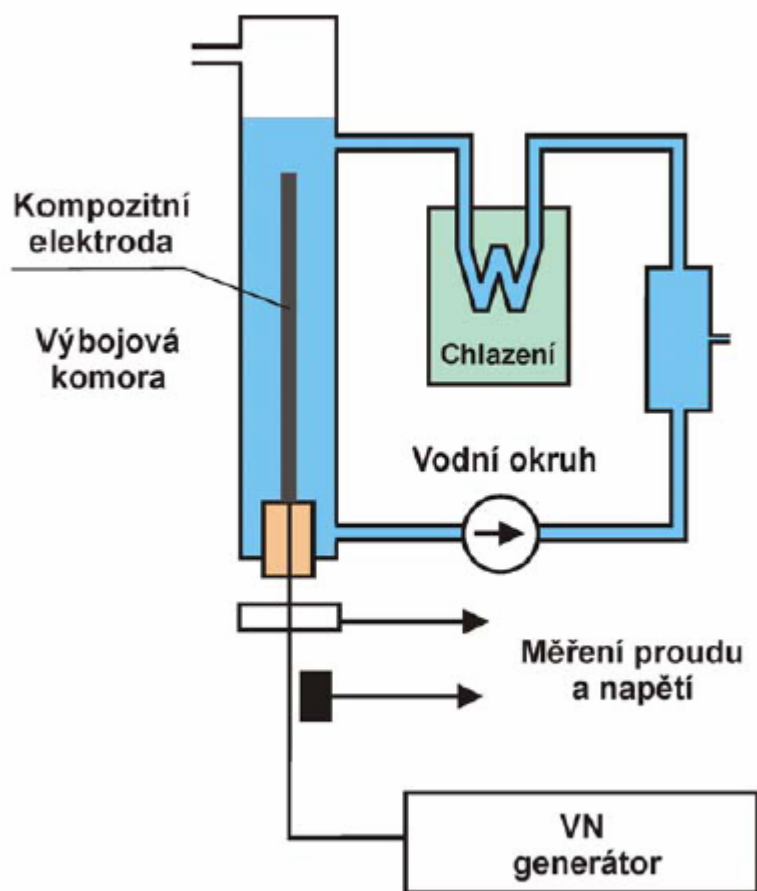 Kompozitní
elektroda
Výbojová
komora
Chlazení
Vodní okruh
Měření proudu
a napětí
VN
generátor